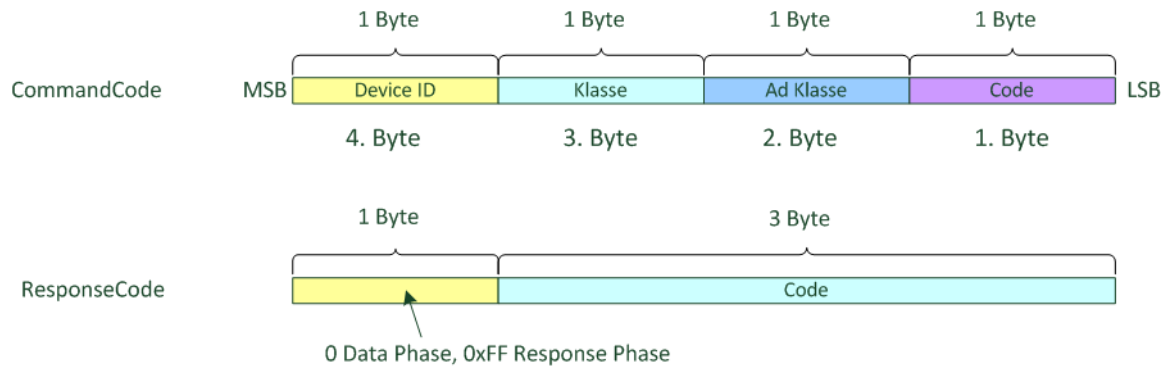 1 Byte 1 Byte 1 Byte 1 Byte
CommandCode MSB Device ID Klasse Ad Klasse Code LSB
4. Byte 3. Byte 2. Byte 1. Byte
1 Byte 3 Byte
ResponseCode Code
0 Data Phase, 0xFF Response Phase